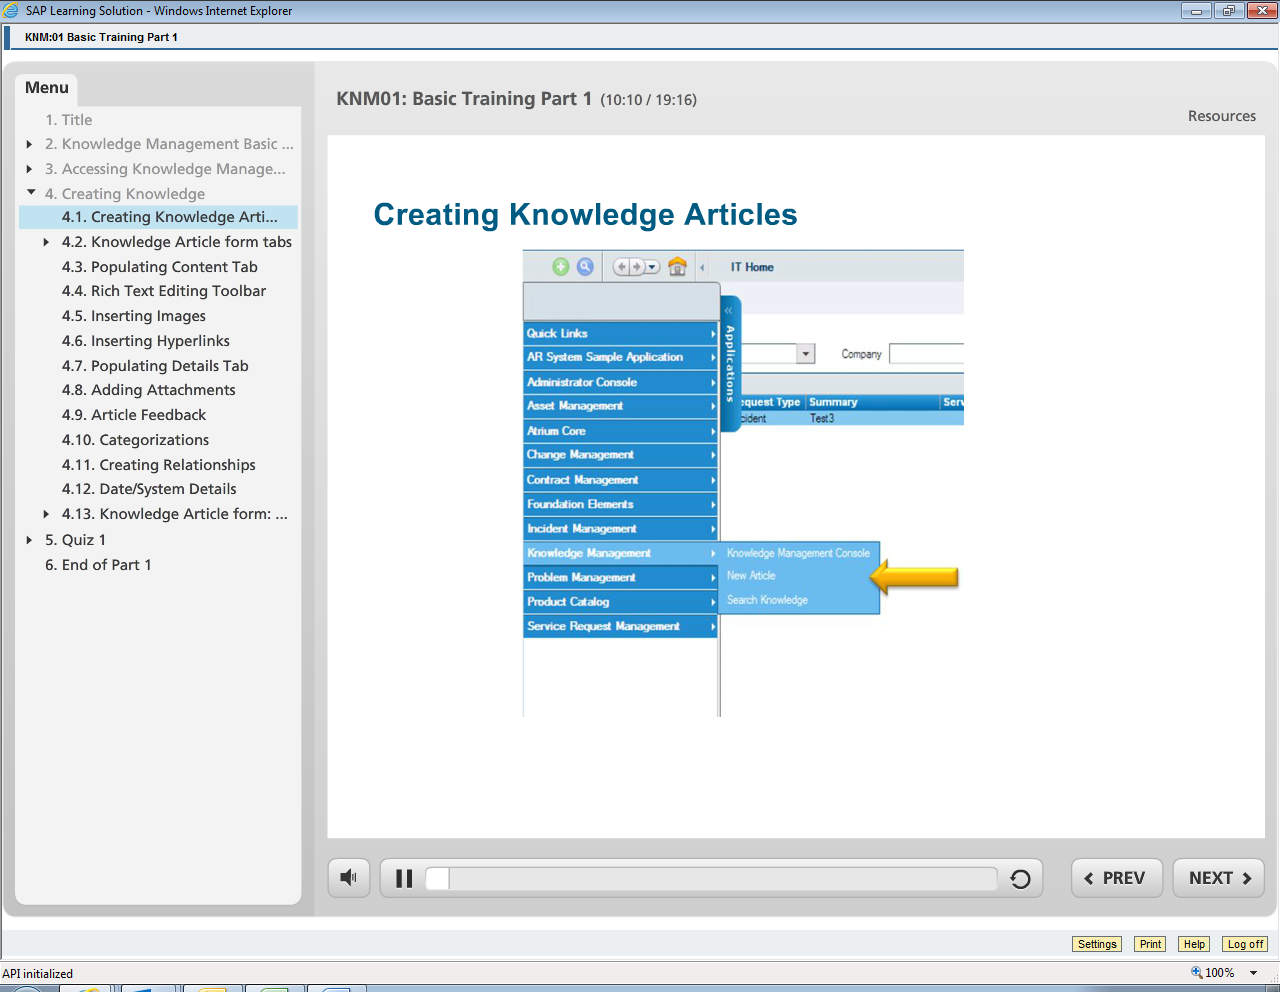 SAP Learning Solution - Windows Internet Explorer
KNM:01 Basic Training Part 1
Menu
1. Title
2. Knowledge Management Basic ...
3. Accessing Knowledge Manage...
4. Creating Knowledge
4.1. Creating Knowledge Arti...
4.2. Knowledge Article form tabs
4.3. Populating Content Tab
4.4. Rich Text Editing Toolbar
4.5. Inserting Images
4.6. Inserting Hyperlinks
4.7. Populating Details Tab
4.8. Adding Attachments
4.9. Article Feedback
4.10. Categorizations
4.11. Creating Relationships
4.12. Date/System Details
4.13. Knowledge Article form: ...
5. Quiz 1
6. End of Part 1
KNM01: Basic Training Part 1 (10:10 / 19:16)
Resources
Creating Knowledge Articles
IT Home
Quick Links
AR System Sample Application
Administrator Console
Asset Management
Atrium Core
Change Management
Contract Management
Foundation Elements
Incident Management
Knowledge Management
Problem Management
Product Catalog
Service Request Management
Applications
Company
equest Type Summary Serv
cident Test3
Knowledge Management Console
New Article
Search Knowledge
PREV
NEXT
Settings Print Help Log off
API initialized
100%